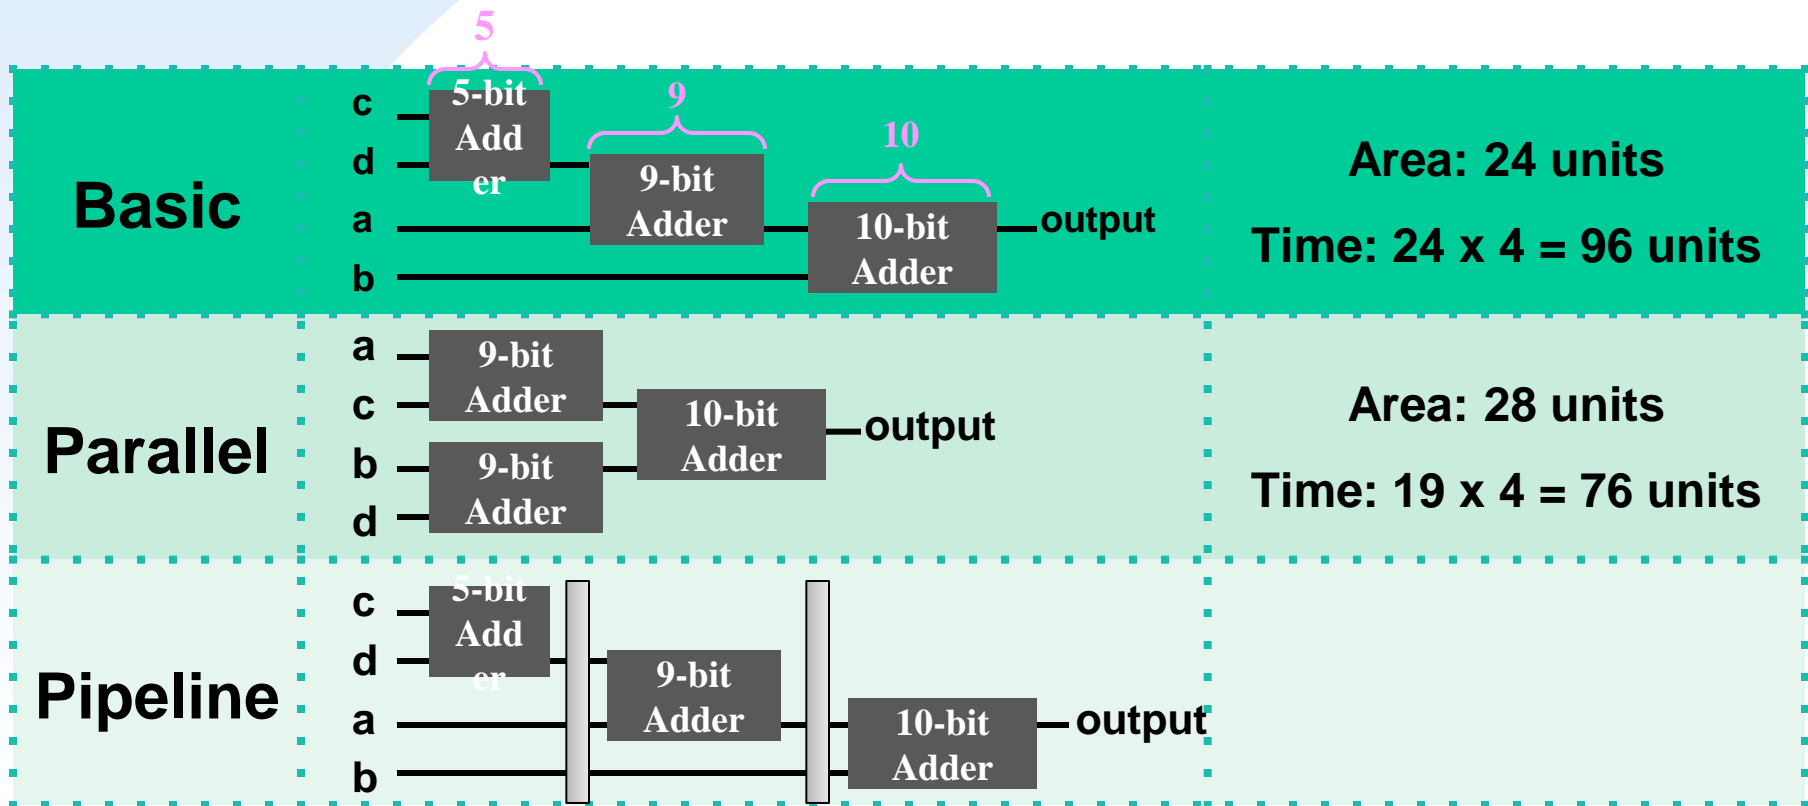 5
Basic
c
d
a
b
5-bit
Add
er
9
9-bit
Adder
10
10-bit
Adder
output
Area: 24 units
Time: 24 x 4 = 96 units
Parallel
a
c
b
d
9-bit
Adder
9-bit
Adder
10-bit
Adder
output
Area: 28 units
Time: 19 x 4 = 76 units
Pipeline
c
d
a
b
5-bit
Add
er
9-bit
Adder
10-bit
Adder
output